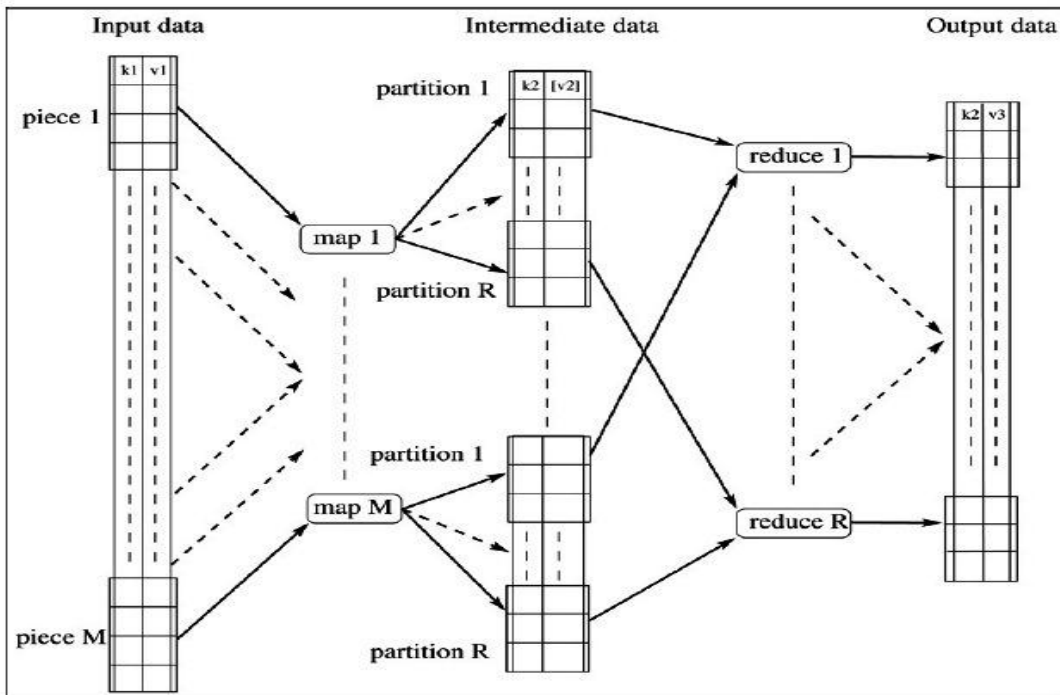 Input data
Intermediate data
Output data
k1 v1
piece 1
partition 1
k2 [v2]
k2 v3
reduce 1
map 1
partition R
partition 1
map M
reduce R
piece M
partition R